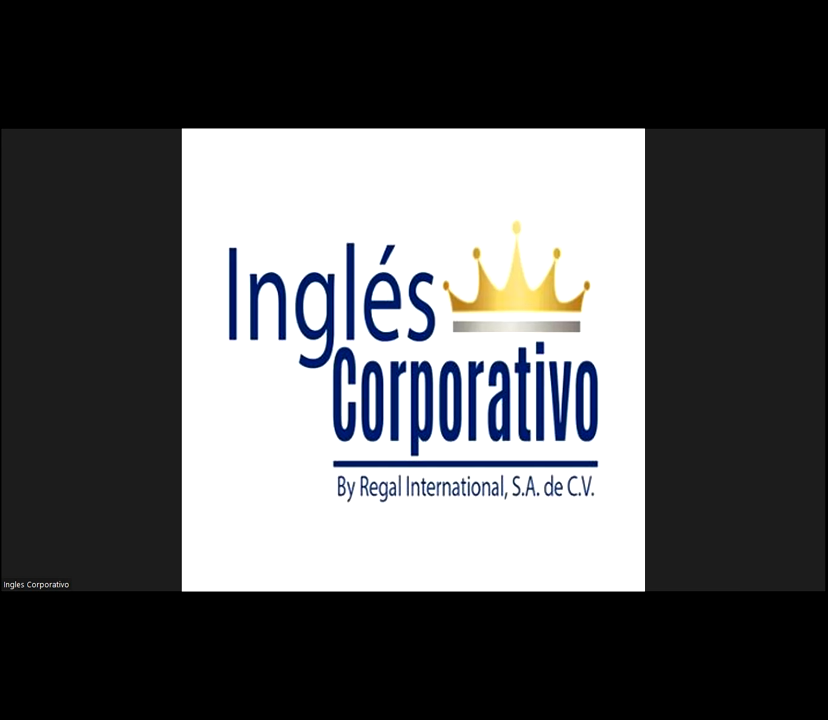 Inglés
Corporativo
By Regal International, S.A. de C.V.
Ingles Corporativo